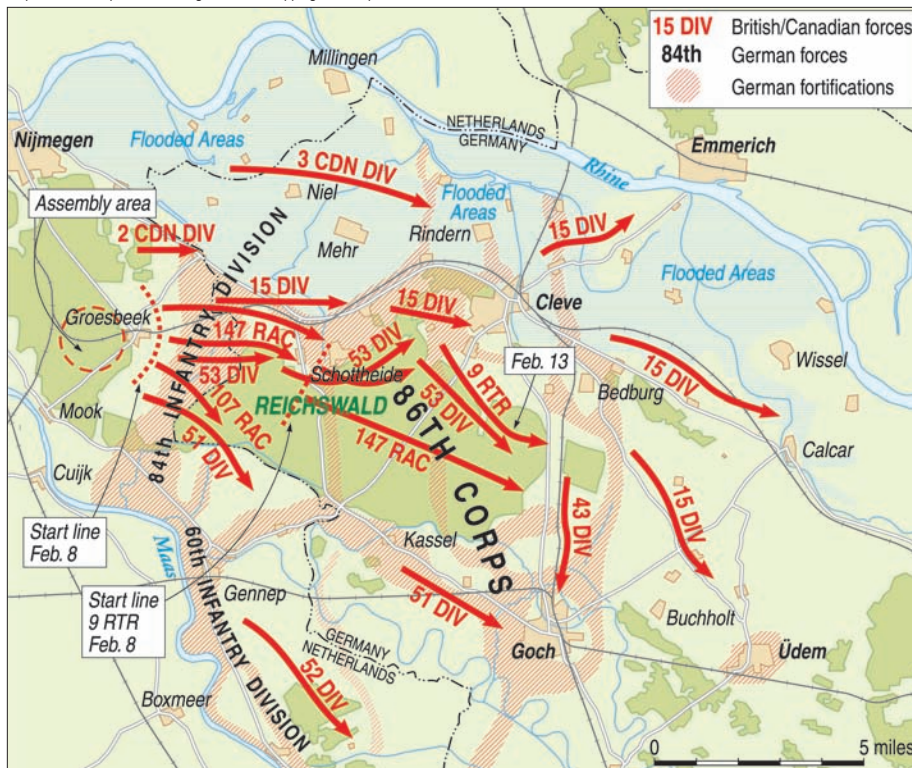 15 DIV British/Canadian forces
84th German forces
German fortifications
Millingen
Nijmegen
Flooded Areas
NETHERLANDS
GERMANY
Emmerich
Rhine
3 CDN DIV
Niel
Flooded
Areas
Assembly area
2 CDN DIV
Mehr
Rindern
15 DIV
Flooded Areas
84th INFANTRY DIVISION
15 DIV
Cleve
Groesbeek
15 DIV
147 RAC
53 DIV
Feb. 13
Wissel
53 DIV
Schottheide
9 RTR
15 DIV
Bedburg
REICHSWALD
86TH CORPS
53 DIV
107 RAC
Mook
51 DIV
147 RAC
Calcar
Cuijk
43 DIV
15 DIV
Start line
Feb. 8
Maas
60th INFANTRY DIVISION
Kassel
Start line
9 RTR
Feb. 8
Gennep
51 DIV
Buchholt
GERMANY
NETHERLANDS
Goch
Üdem
52 DIV
Boxmeer
0 5 miles